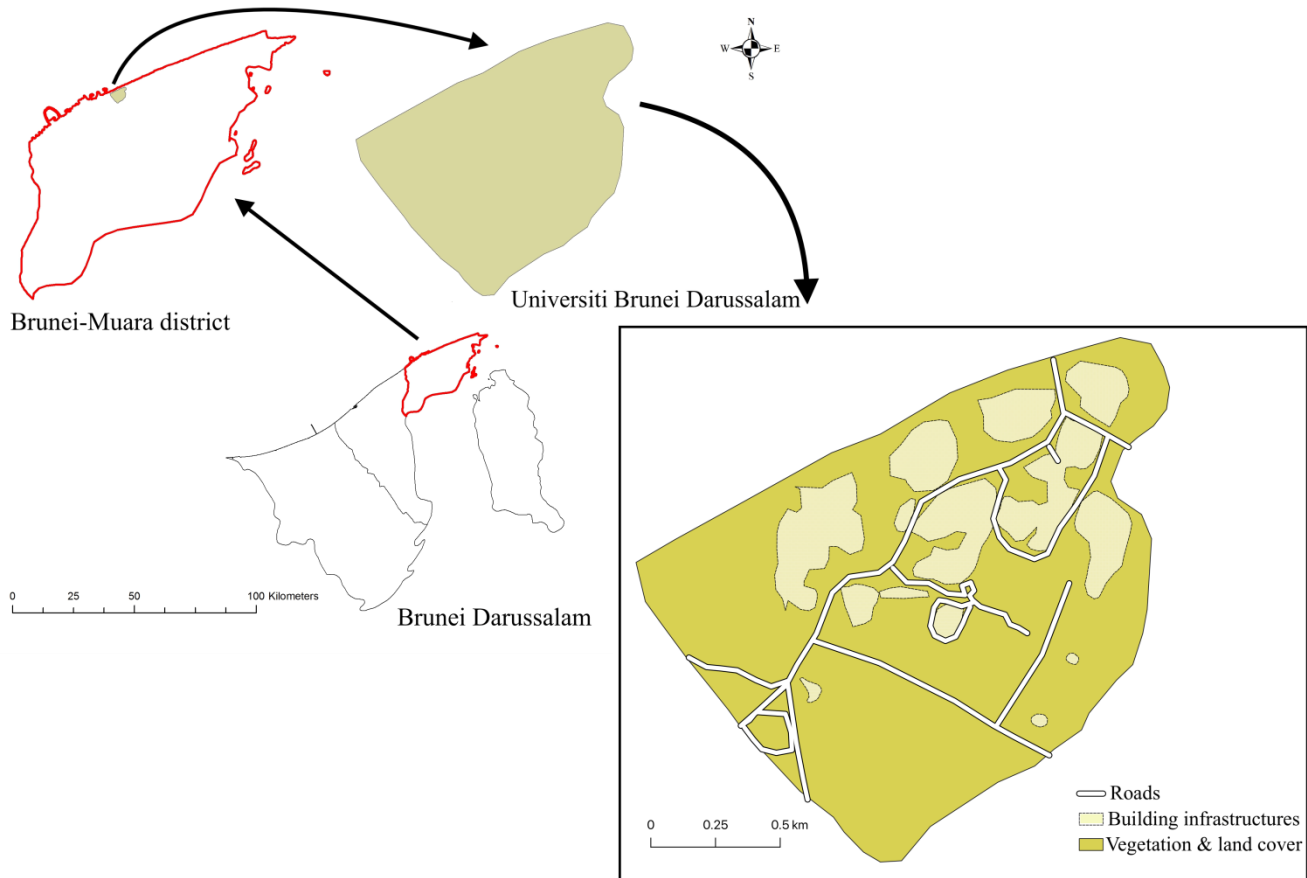 N
W E
S
Universiti Brunei Darussalam
Brunei-Muara district
0 25 50 100 Kilometers
Brunei Darussalam
Roads
Building infrastructures
Vegetation & land cover
0 0.25 0.5 km